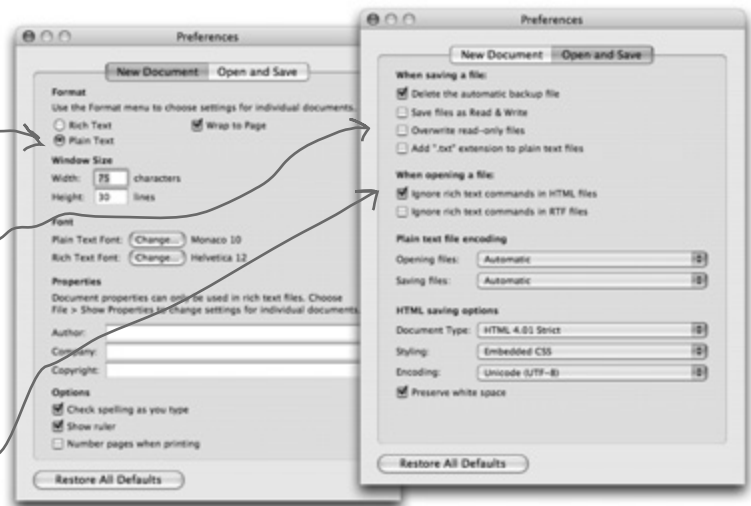 Preferences
New Document Open and Save
Format
Use the Format menu to choose settings for individual documents.
Rich Text Wrap to Page
Plain Text
Window Size
Width: 75 characters
Height: 30 lines
Font
Plain Text Font: Change... Monaco 10
Rich Text Font: Change... Helvetica 12
Properties
Document properties can only be used in rich text files. Choose
File > Show Properties to change settings for individual documents.
Author:
Company:
Copyright:
Options
Check spelling as you type
Show ruler
Number pages when printing
Restore All Defaults
Preferences
New Document Open and Save
When saving a file:
Delete the automatic backup file
Save files as Read & Write
Overwrite read-only files
Add ".txt" extension to plain text files
When opening a file:
Ignore rich text commands in HTML files
Ignore rich text commands in RTF files
Plain text file encoding
Opening files: Automatic
Saving files: Automatic
HTML saving options
Document Type: HTML 4.01 Strict
Styling: Embedded CSS
Encoding: Unicode (UTF-8)
Preserve white space
Restore All Defaults